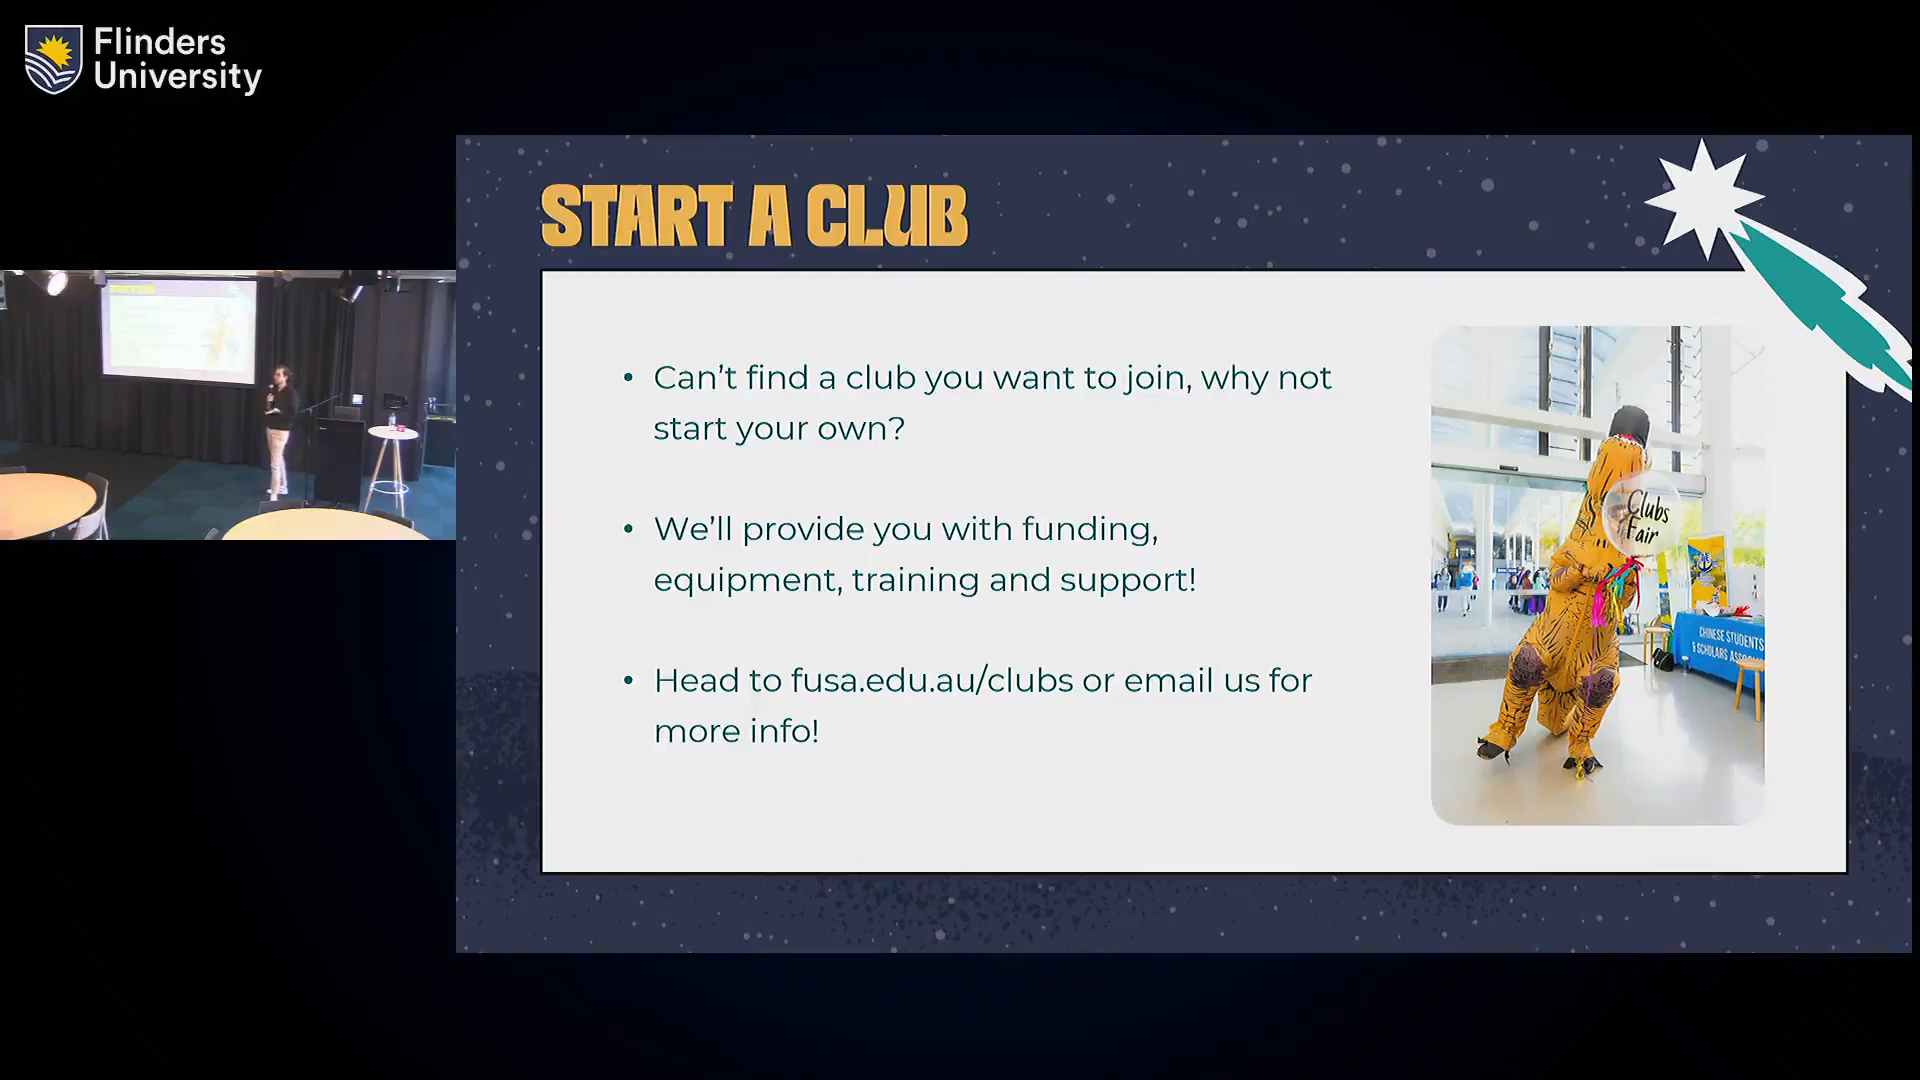 Flinders
University
START A CLUB
• Can't find a club you want to join, why not
start your own?
• We'll provide you with funding,
equipment, training and support!
• Head to fusa.edu.au/clubs or email us for
more info!
Clubs
Fair
CHINESE STUDENTS
& SCHOLARS